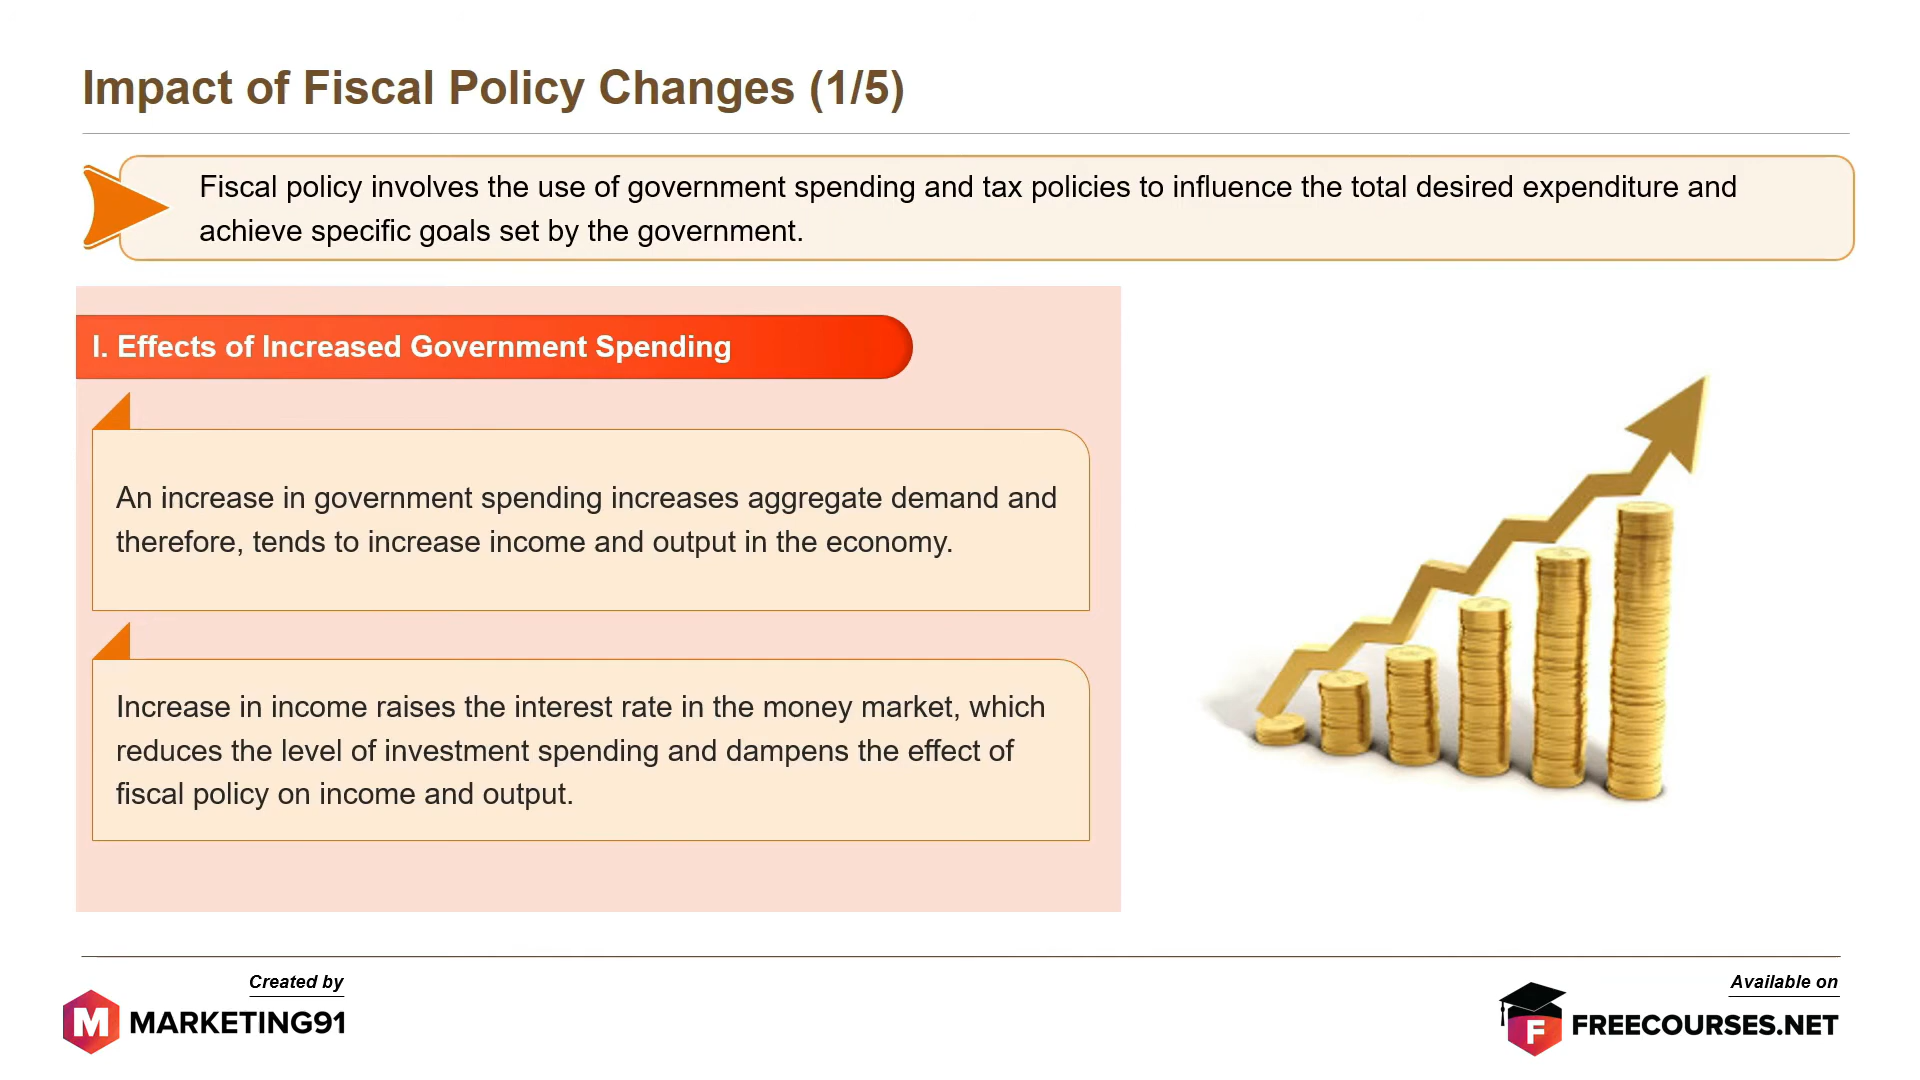 Impact of Fiscal Policy Changes (1/5)
Fiscal policy involves the use of government spending and tax policies to influence the total desired expenditure and
achieve specific goals set by the government.
I. Effects of Increased Government Spending
An increase in government spending increases aggregate demand and
therefore, tends to increase income and output in the economy.
Increase in income raises the interest rate in the money market, which
reduces the level of investment spending and dampens the effect of
fiscal policy on income and output.
Created by
M MARKETING91
Available on
F FREECOURSES.NET